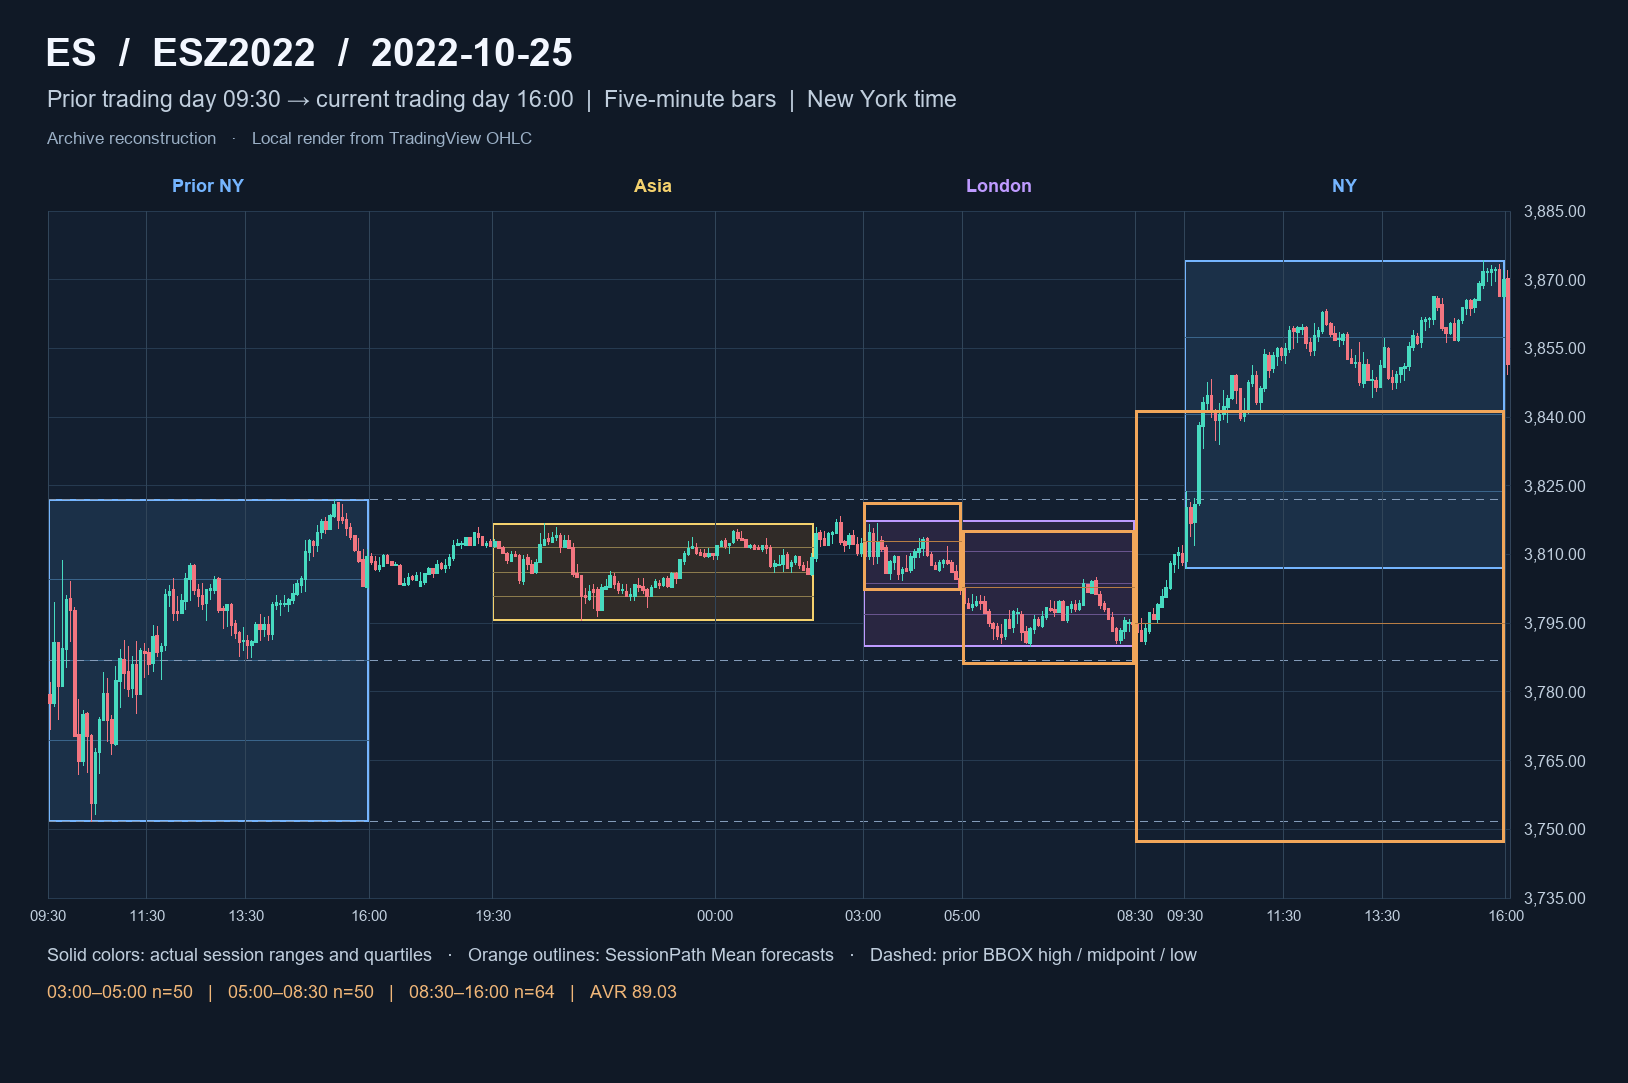 ES / ESZ2022 / 2022-10-25
Prior trading day 09:30 → current trading day 16:00 | Five-minute bars | New York time
Archive reconstruction · Local render from TradingView OHLC
Prior NY Asia London NY
3,885.00
3,870.00
3,855.00
3,840.00
3,825.00
3,810.00
3,795.00
3,780.00
3,765.00
3,750.00
3,735.00
09:30 11:30 13:30 16:00 19:30 00:00 03:00 05:00 08:30 09:30 11:30 13:30 16:00
Solid colors: actual session ranges and quartiles · Orange outlines: SessionPath Mean forecasts · Dashed: prior BBOX high / midpoint / low
03:00–05:00 n=50 | 05:00–08:30 n=50 | 08:30–16:00 n=64 | AVR 89.03